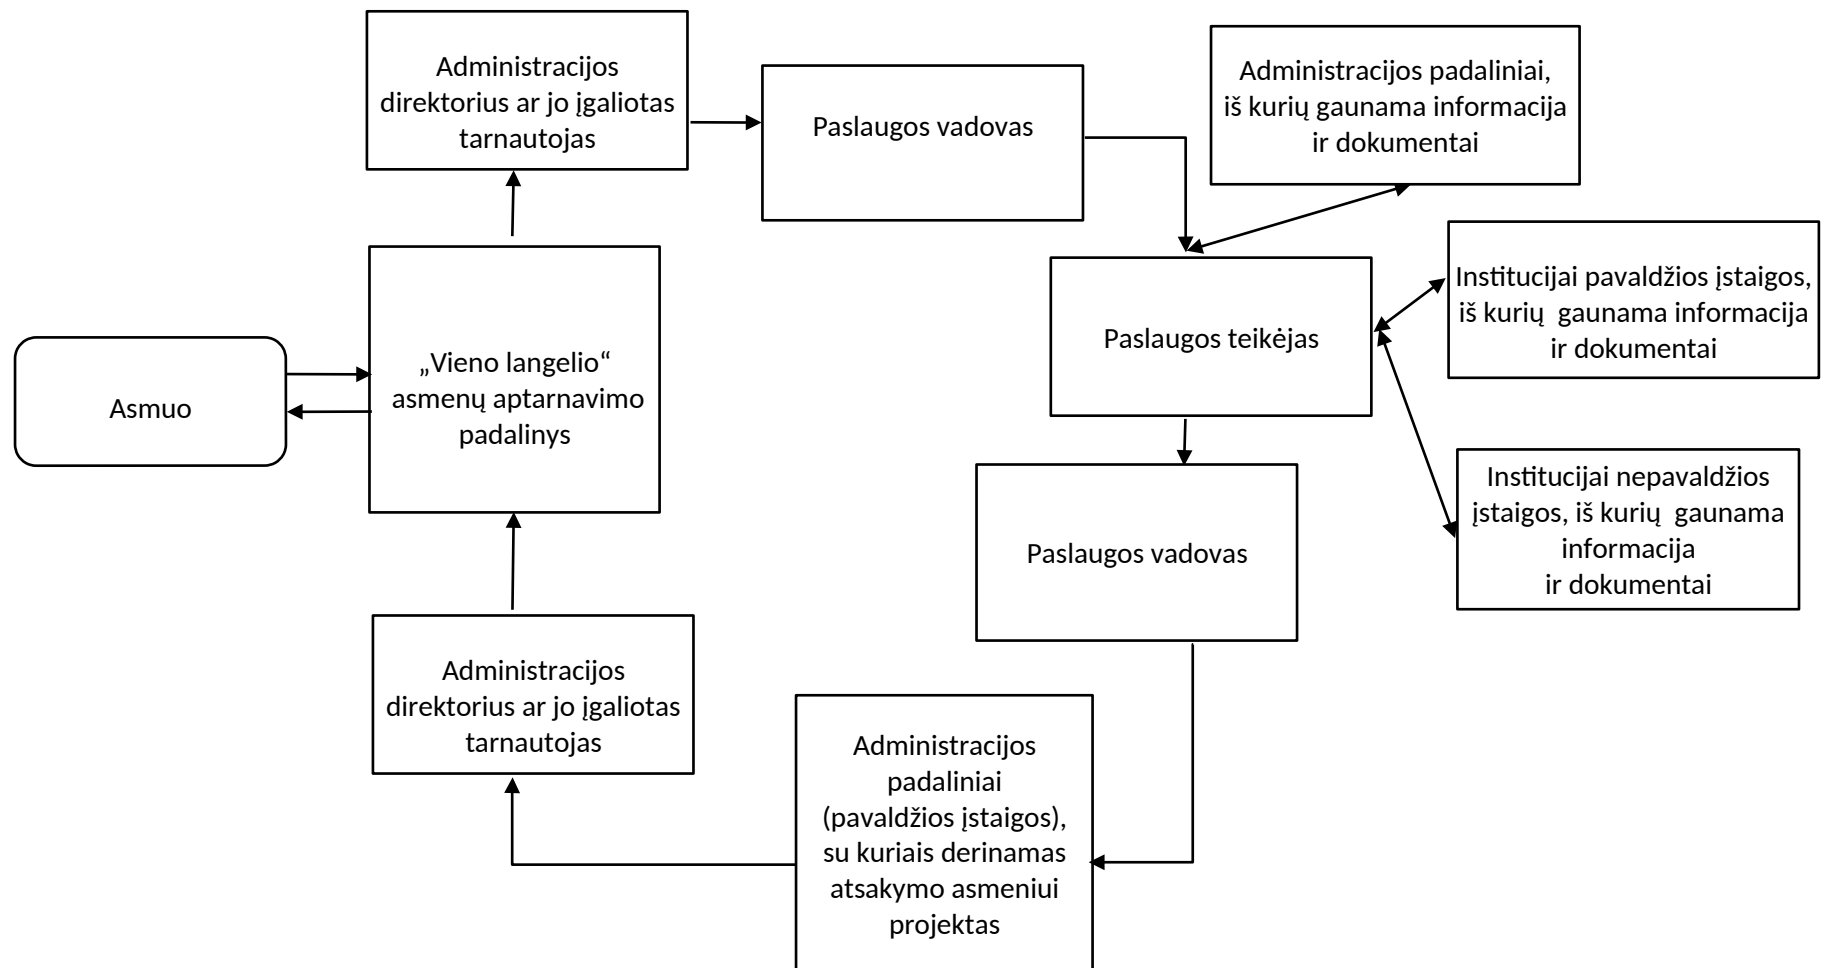 Administracijos
direktorius ar jo įgaliotas
tarnautojas
Paslaugos vadovas
Administracijos padaliniai,
iš kurių gaunama informacija
ir dokumentai
Institucijai pavaldžios įstaigos,
iš kurių  gaunama informacija
ir dokumentai
Paslaugos teikėjas
„Vieno langelio“
asmenų aptarnavimo
padalinys
Asmuo
Institucijai nepavaldžios
įstaigos, iš kurių  gaunama
informacija
ir dokumentai
Paslaugos vadovas
Administracijos
direktorius ar jo įgaliotas
tarnautojas
Administracijos
padaliniai
(pavaldžios įstaigos),
su kuriais derinamas
atsakymo asmeniui
projektas